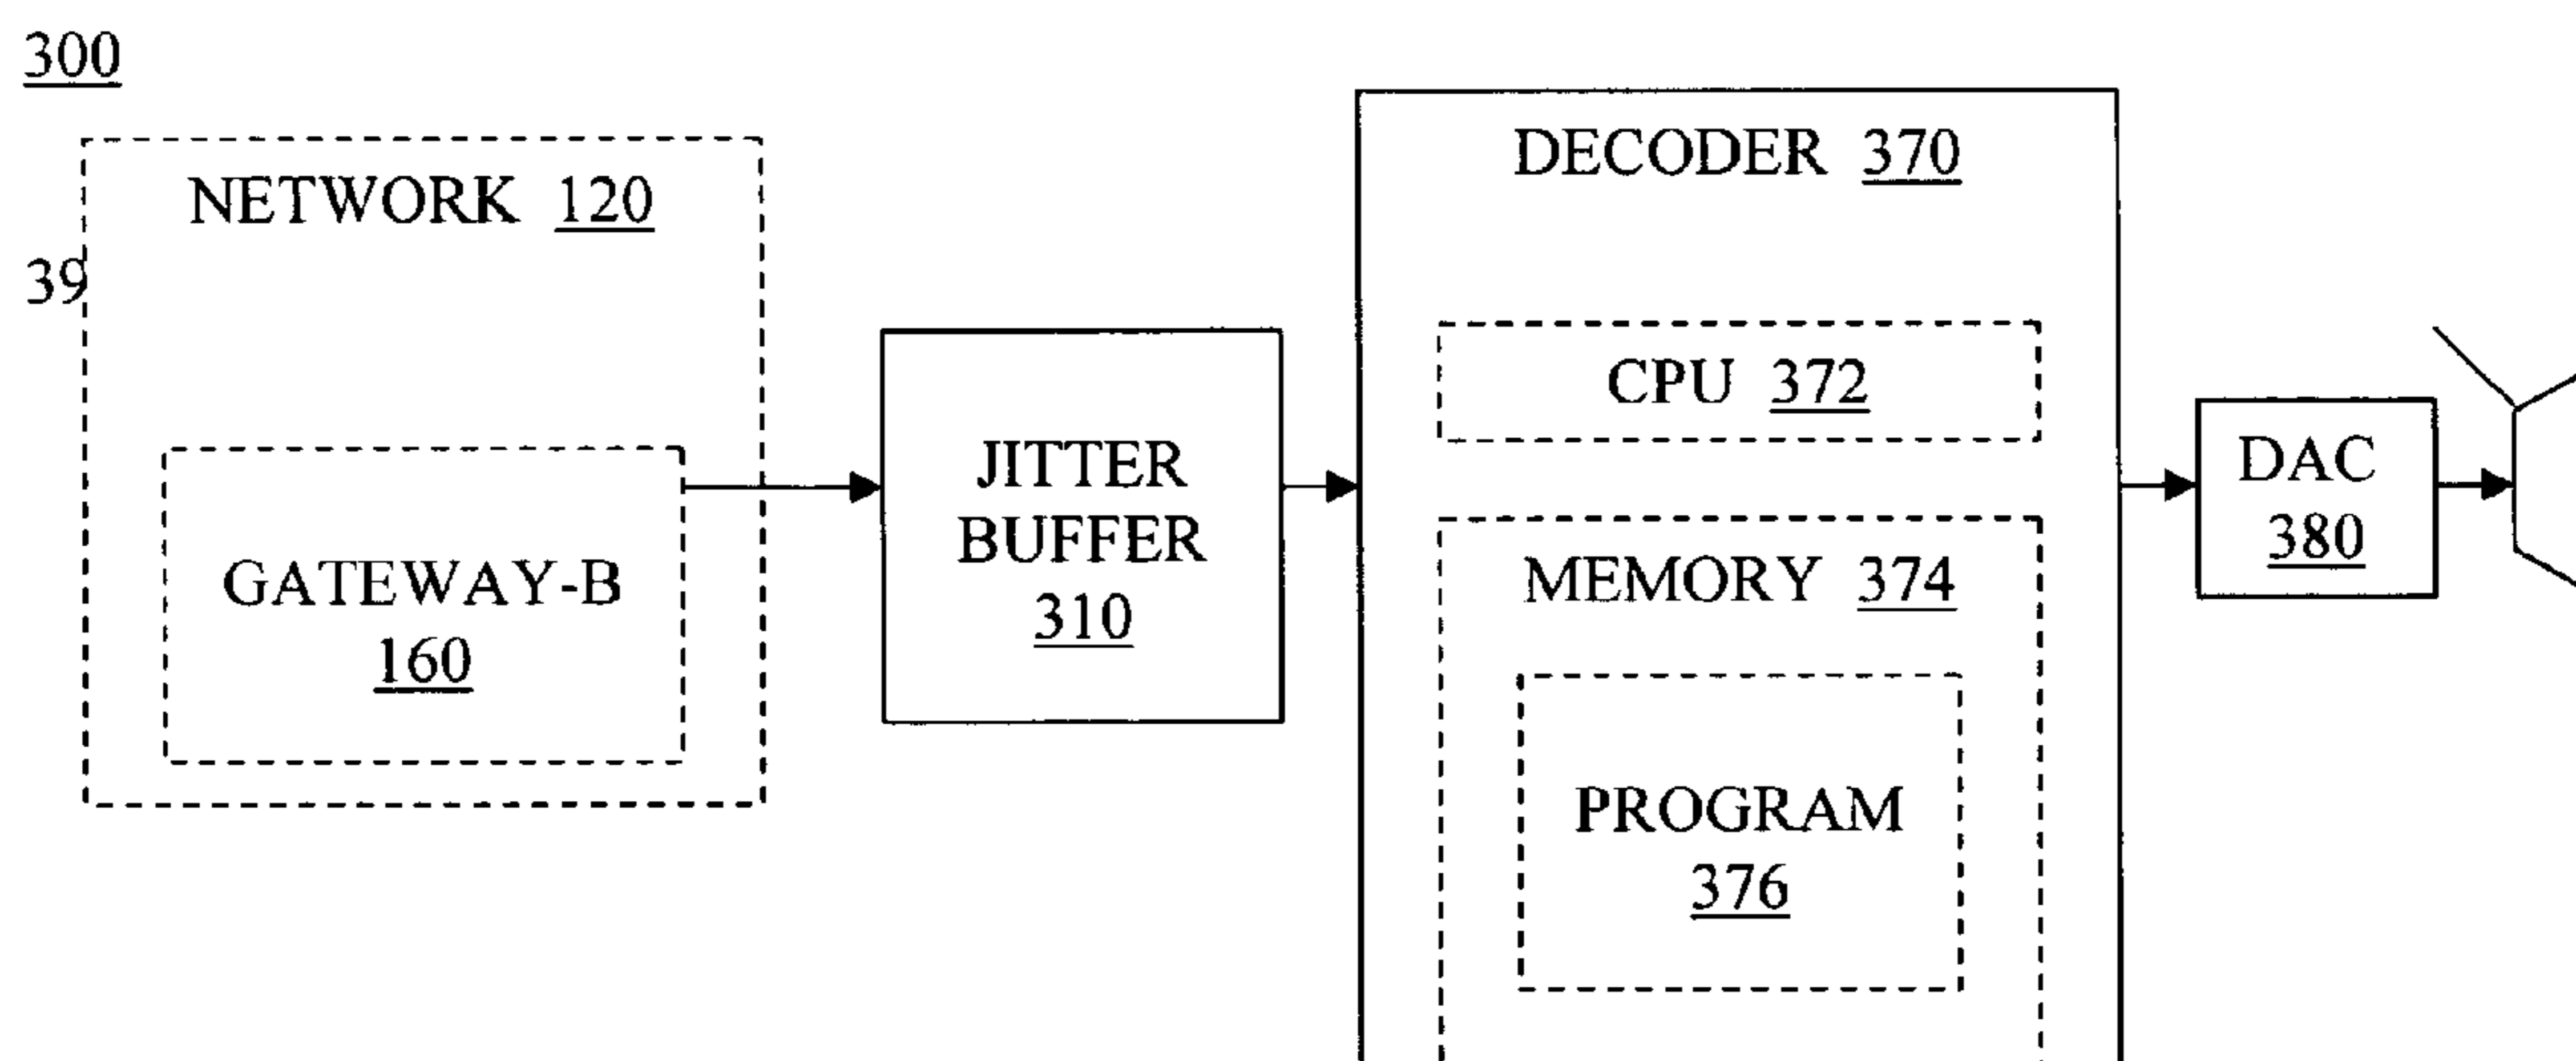 300
NETWORK 120
39
GATEWAY-B
160
JITTER
BUFFER
310
DECODER 370
CPU 372
MEMORY 374
PROGRAM
376
DAC
380